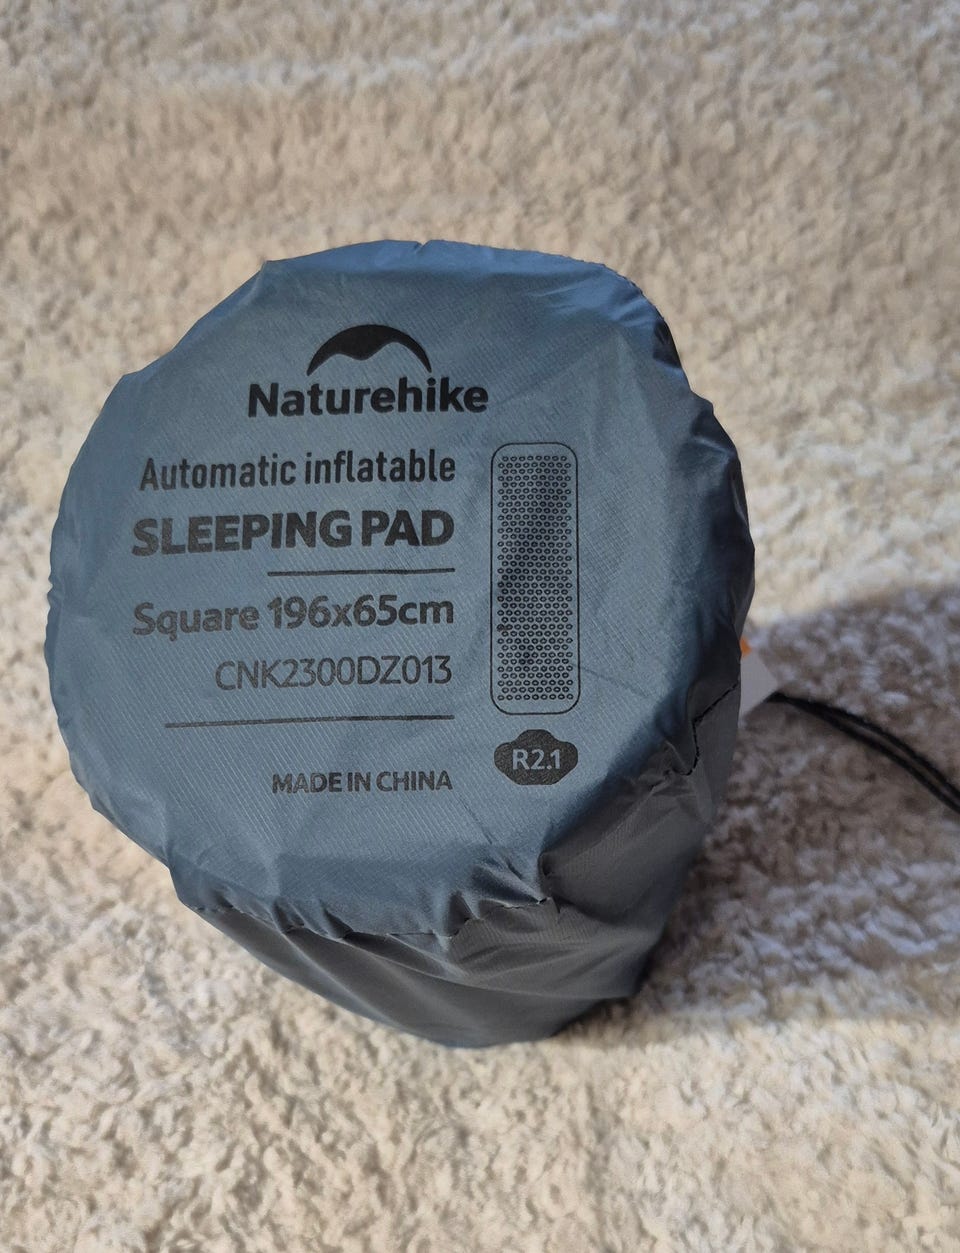 Naturehike
Automatic inflatable
SLEEPING PAD
Square 196x65cm
CNK2300DZ013
R2.1
MADE IN CHINA